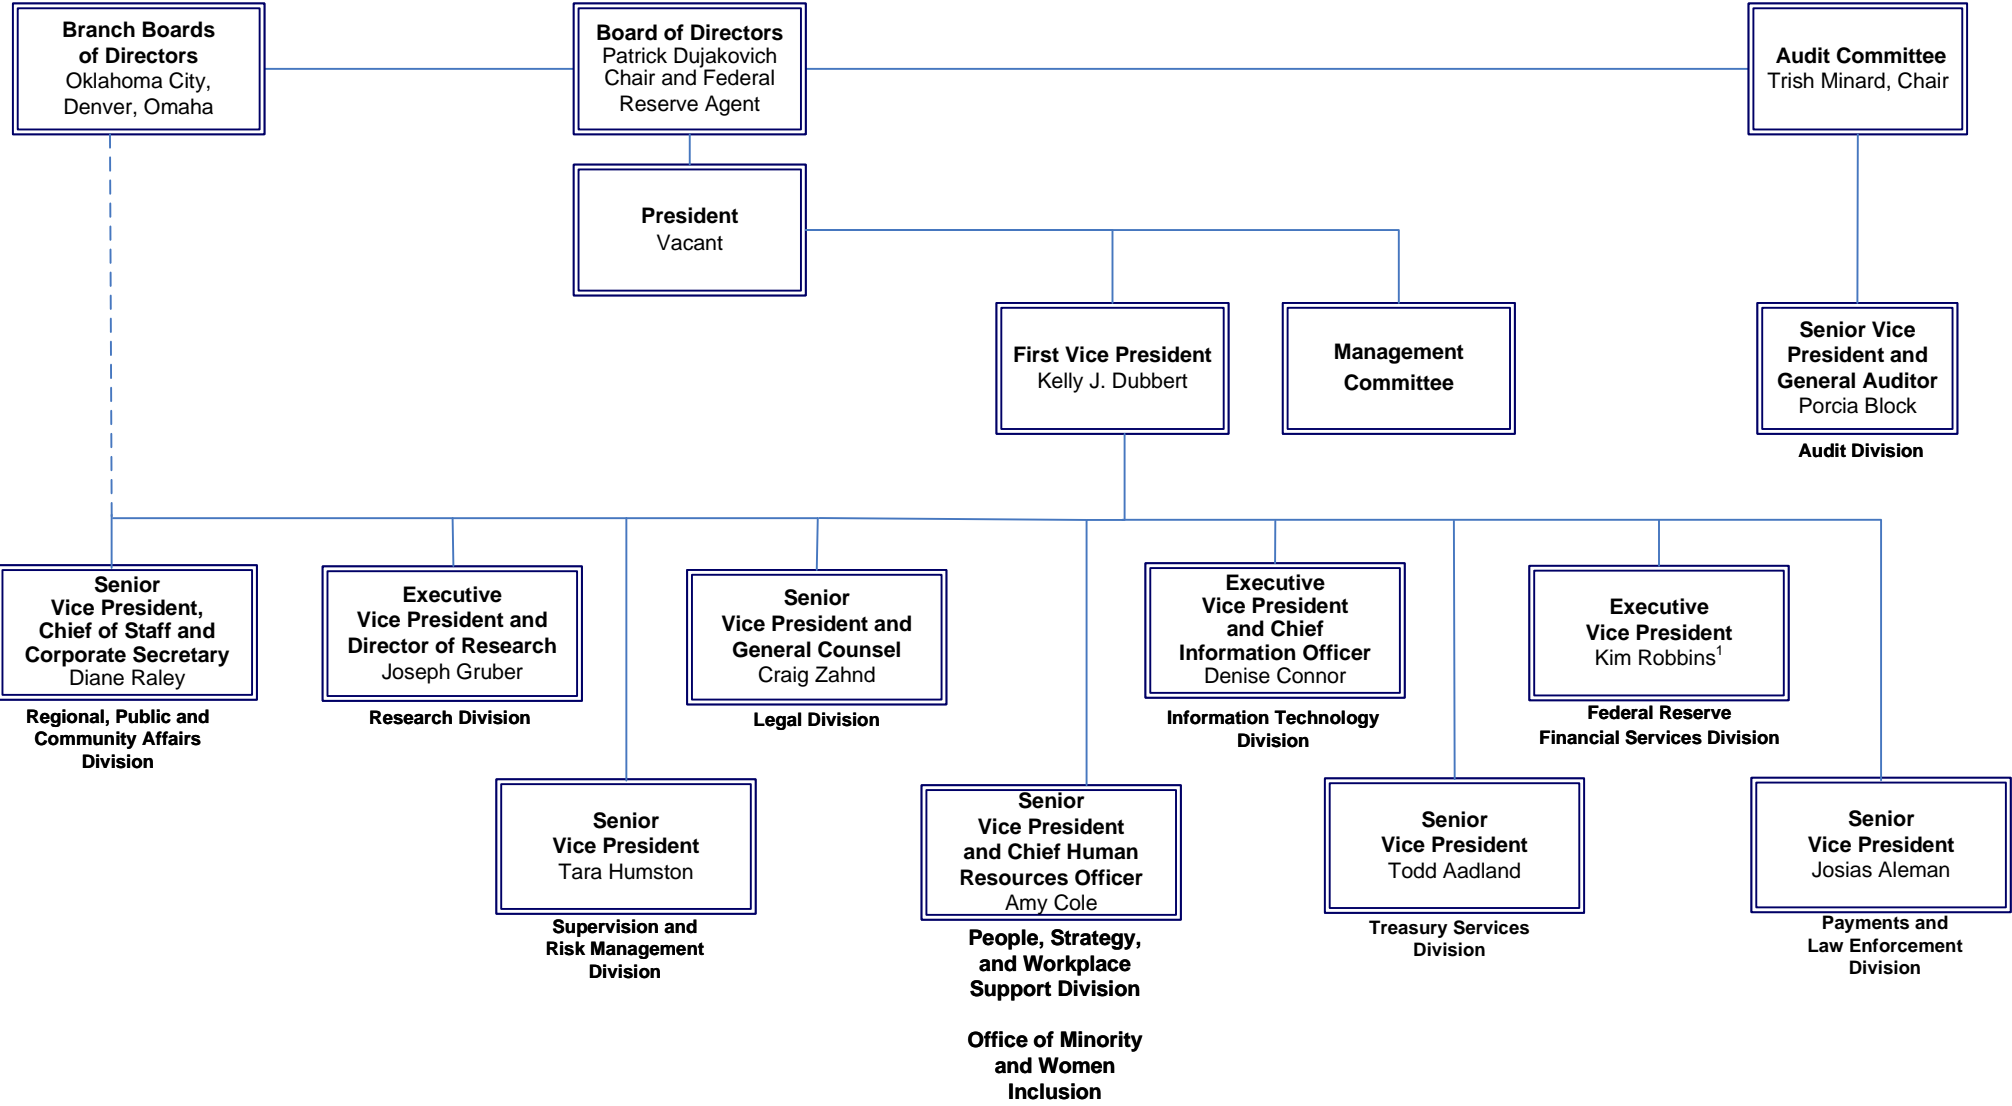 Branch Boards
of Directors
Oklahoma City,
Denver, Omaha
Board of Directors
Patrick Dujakovich
Chair and Federal
Reserve Agent
Audit Committee
Trish Minard, Chair
President
Vacant
First Vice President
Kelly J. Dubbert
Management
Committee
Senior Vice
President and
General Auditor
Porcia Block
Audit Division
Senior
Vice President,
Chief of Staff and
Corporate Secretary
Diane Raley
Regional, Public and
Community Affairs
Division
Executive
Vice President and
Director of Research
Joseph Gruber
Research Division
Senior
Vice President and
General Counsel
Craig Zahnd
Legal Division
Executive
Vice President
and Chief
Information Officer
Denise Connor
Information Technology
Division
Executive
Vice President
Kim Robbins¹
Federal Reserve
Financial Services Division
Senior
Vice President
Tara Humston
Supervision and
Risk Management
Division
Senior
Vice President
and Chief Human
Resources Officer
Amy Cole
People, Strategy,
and Workplace
Support Division
Office of Minority
and Women
Inclusion
Senior
Vice President
Todd Aadland
Treasury Services
Division
Senior
Vice President
Josias Aleman
Payments and
Law Enforcement
Division